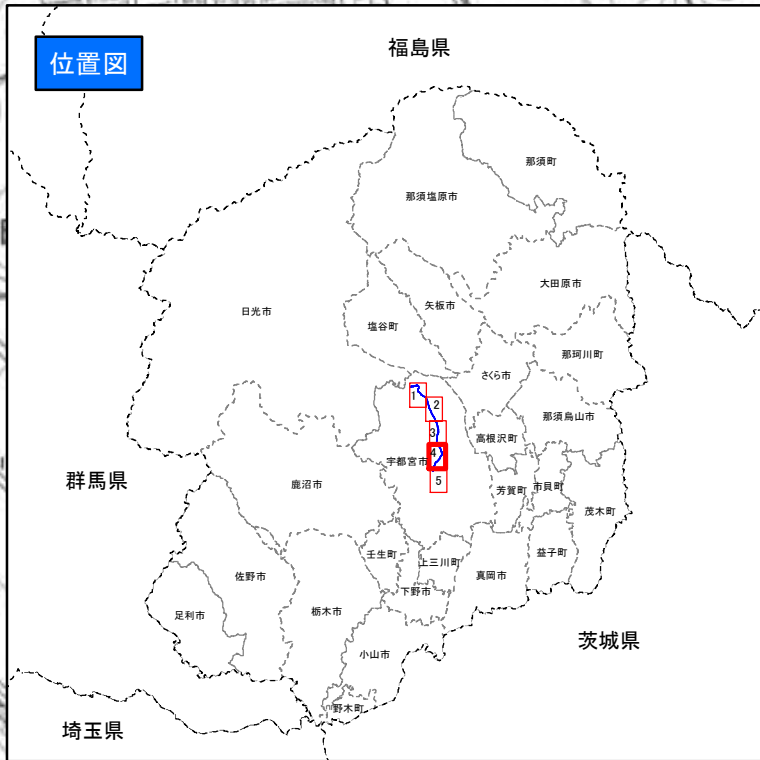 福島県
位置図
那須町
那須塩原市
大田原市
日光市
矢板市
塩谷町
那珂川町
さくら市
1
2
那須烏山市
3
高根沢町
4
宇都宮市
群馬県
5
鹿沼市
芳賀町
市貝町
茂木町
壬生町
上三川町
益子町
佐野市
真岡市
下野市
栃木市
足利市
小山市
茨城県
野木町
埼玉県